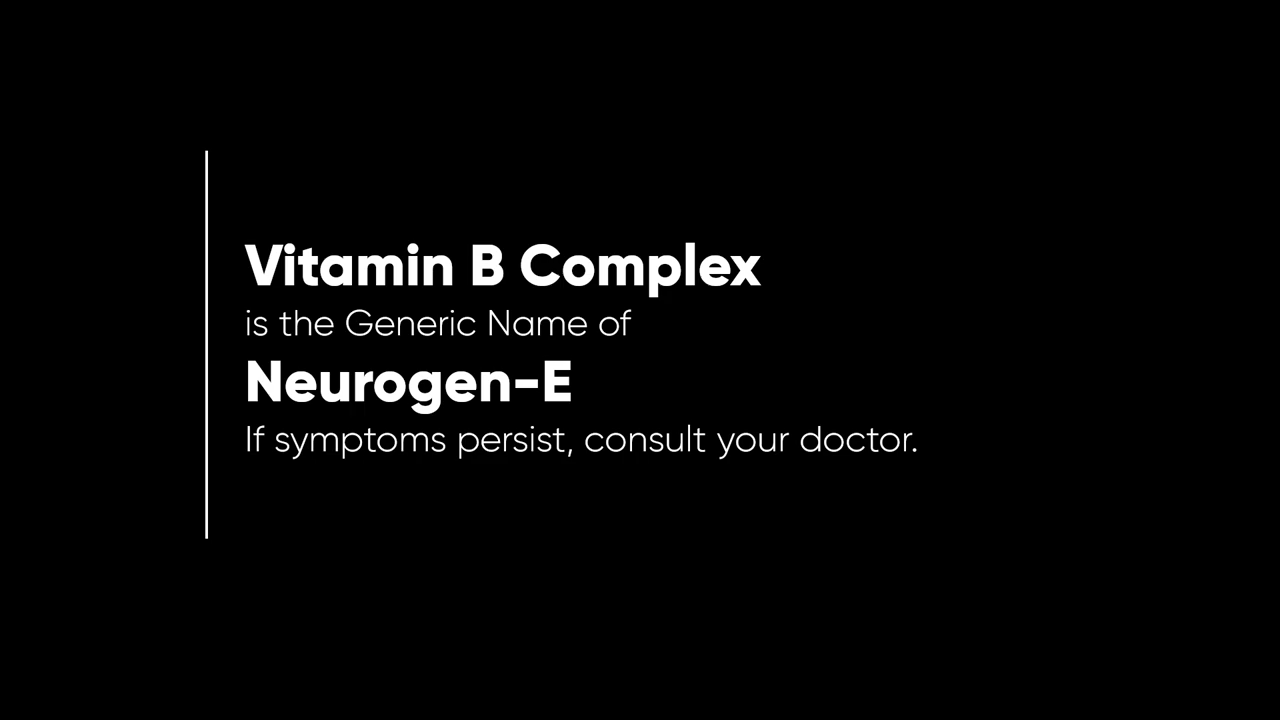 Vitamin B Complex
is the Generic Name of
Neurogen-E
If symptoms persist, consult your doctor.